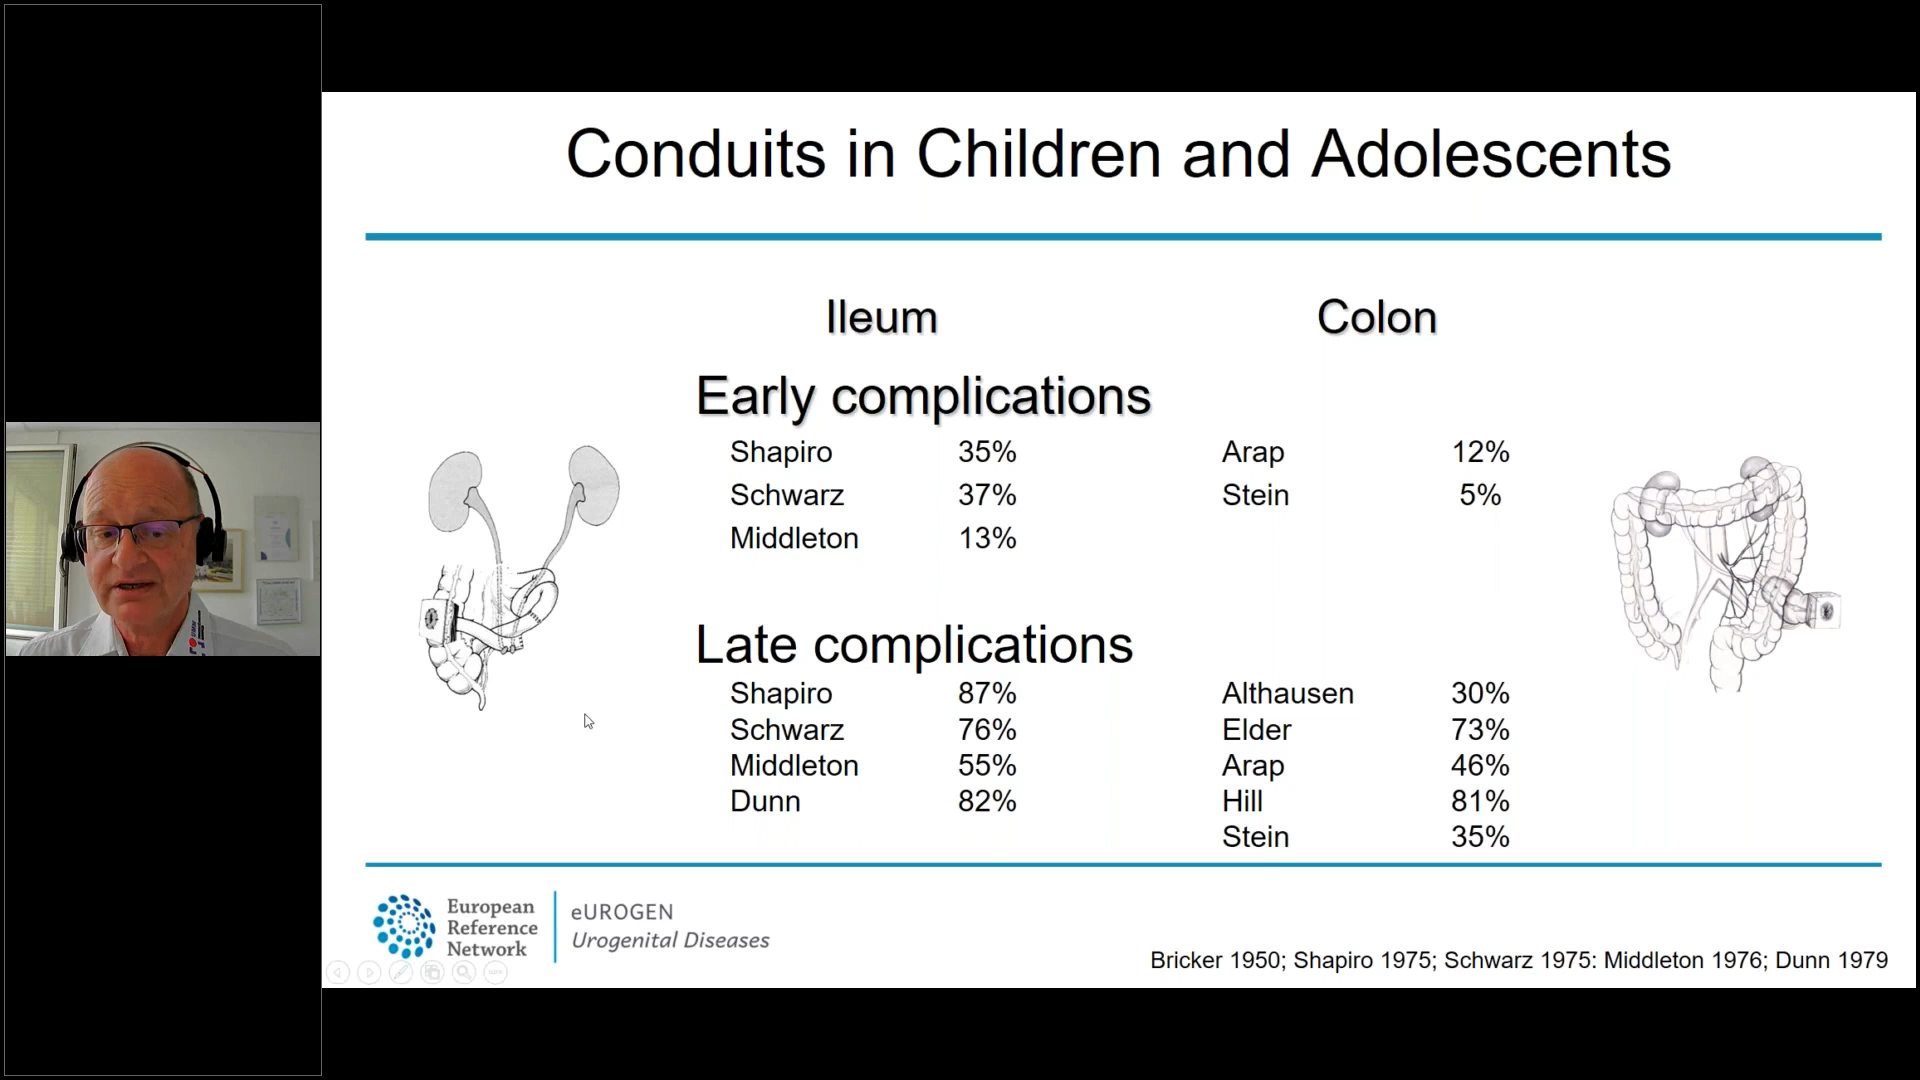 Conduits in Children and Adolescents
Ileum Colon
Early complications
Shapiro 35% Arap 12%
Schwarz 37% Stein 5%
Middleton 13%
Late complications
Shapiro 87% Althausen 30%
Schwarz 76% Elder 73%
Middleton 55% Arap 46%
Dunn 82% Hill 81%
Stein 35%
European
Reference
Network
eUROGEN
Urogenital Diseases
Bricker 1950; Shapiro 1975; Schwarz 1975: Middleton 1976; Dunn 1979